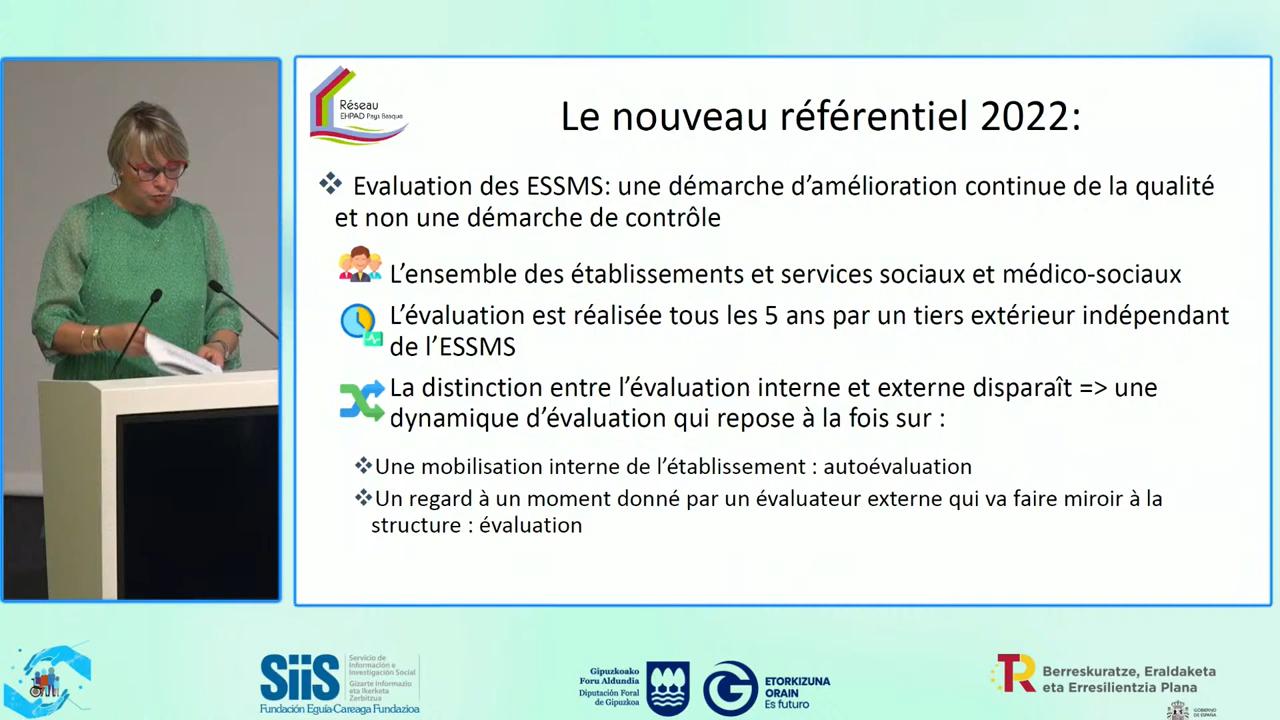 Réseau
EHPAD Pays Basque
Le nouveau référentiel 2022:
Evaluation des ESSMS: une démarche d’amélioration continue de la qualité
et non une démarche de contrôle
L’ensemble des établissements et services sociaux et médico-sociaux
L’évaluation est réalisée tous les 5 ans par un tiers extérieur indépendant
de l’ESSMS
La distinction entre l’évaluation interne et externe disparaît => une
dynamique d’évaluation qui repose à la fois sur :
Une mobilisation interne de l’établissement : autoévaluation
Un regard à un moment donné par un évaluateur externe qui va faire miroir à la
structure : évaluation
SiiS
Servicio de
Información e
Investigación Social
Gizarte Informazio
eta Ikerketa
Zerbitzua
Fundación Eguía-Careaga Fundazioa
Gipuzkoako
Foru Aldundia
Diputación Foral
de Gipuzkoa
ETORKIZUNA
ORAIN
Es futuro
TR
Berreskuratze, Eraldaketa
eta Erresilientzia Plana
GOBIERNO
DE ESPAÑA